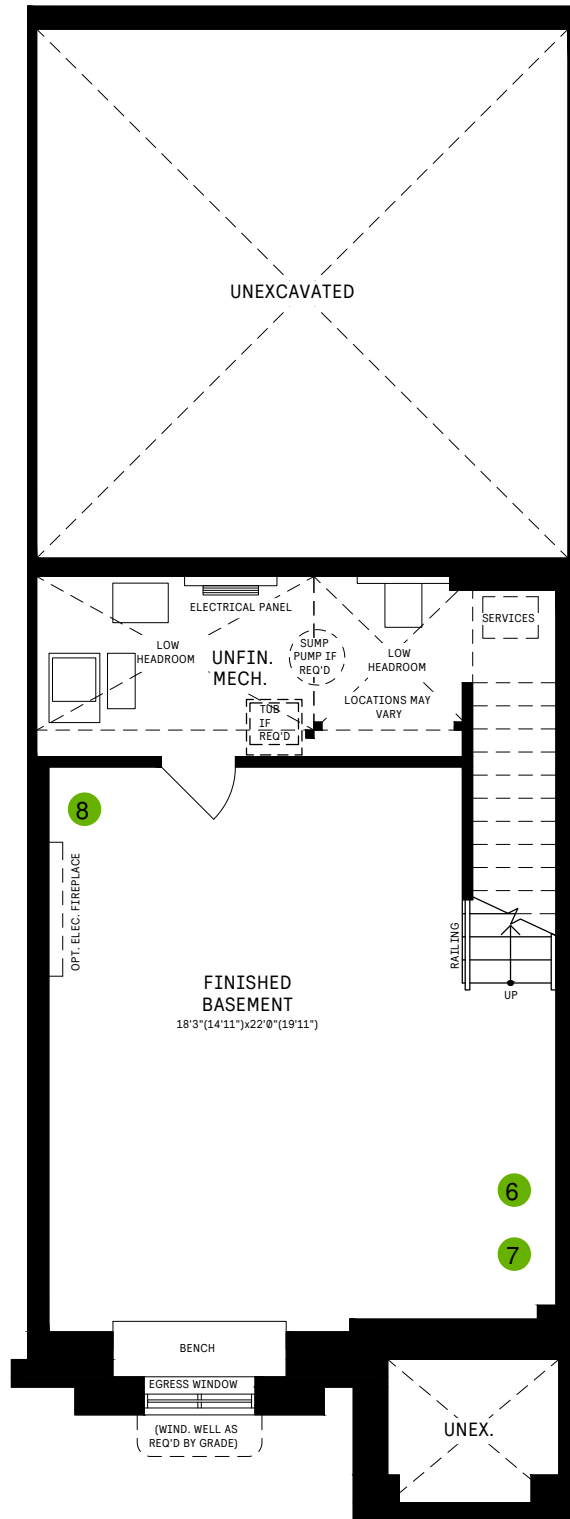 UNEXCAVATED
ELECTRICAL PANEL
SERVICES
LOW
HEADROOM
UNFIN.
MECH.
SUMP
PUMP IF
REQ'D
LOW
HEADROOM
LOCATIONS MAY
VARY
TUB
IF
REQ'D
8
OPT. ELEC. FIREPLACE
RAILING
UP
FINISHED
BASEMENT
18'3"(14'11")x22'0"(19'11")
6
7
BENCH
EGRESS WINDOW
(WIND. WELL AS
REQ'D BY GRADE)
UNEX.